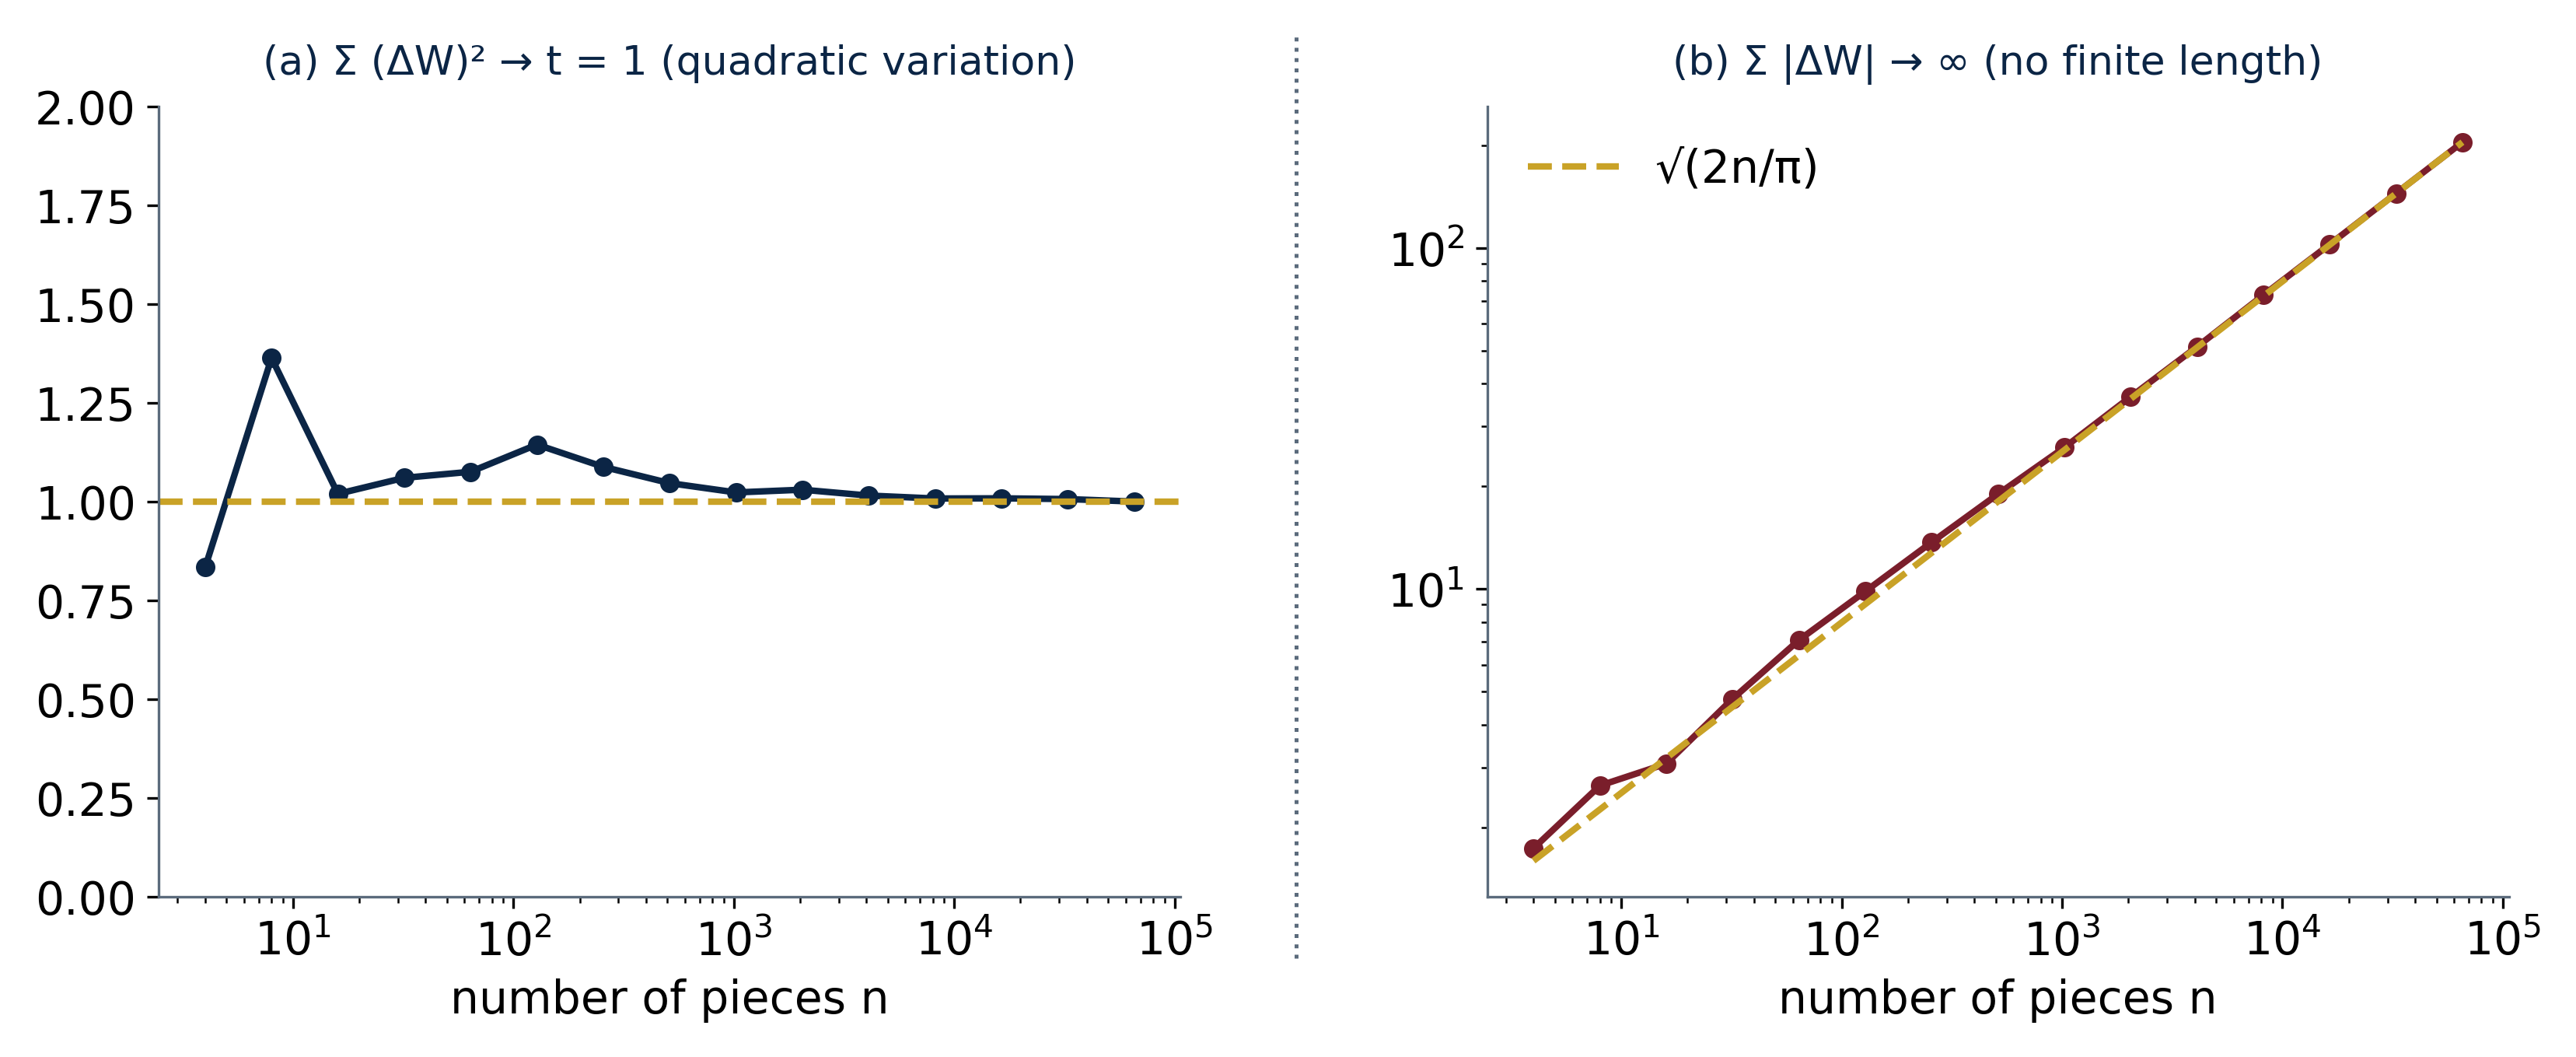 (a) Σ (ΔW)² → t = 1 (quadratic variation)
2.00
1.75
1.50
1.25
1.00
0.75
0.50
0.25
0.00
10¹ 10² 10³ 10⁴ 10⁵
number of pieces n
(b) Σ |ΔW| → ∞ (no finite length)
√(2n/π)
10²
10¹
10¹ 10² 10³ 10⁴ 10⁵
number of pieces n